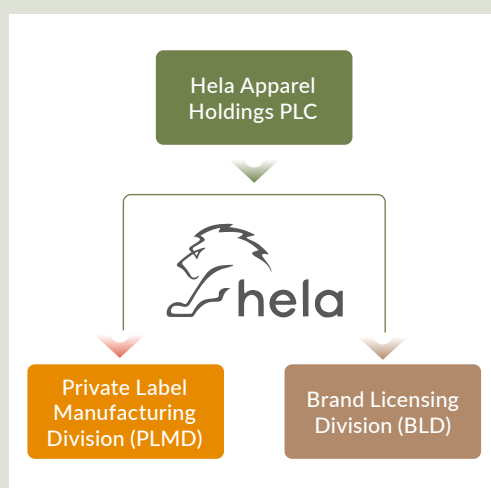 Hela Apparel
Holdings PLC
hela
Private Label
Manufacturing
Division (PLMD)
Brand Licensing
Division (BLD)